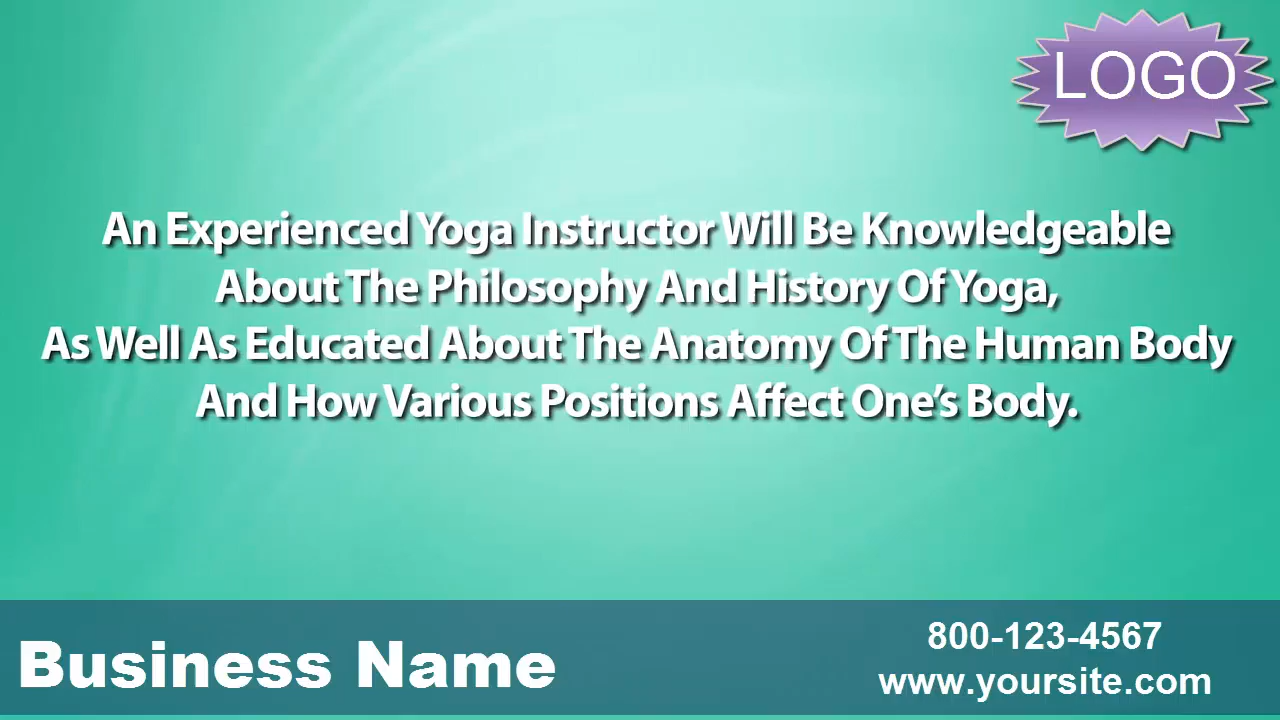 LOGO
An Experienced Yoga Instructor Will Be Knowledgeable
About The Philosophy And History Of Yoga,
As Well As Educated About The Anatomy Of The Human Body
And How Various Positions Affect One’s Body.
Business Name
800-123-4567
www.yoursite.com